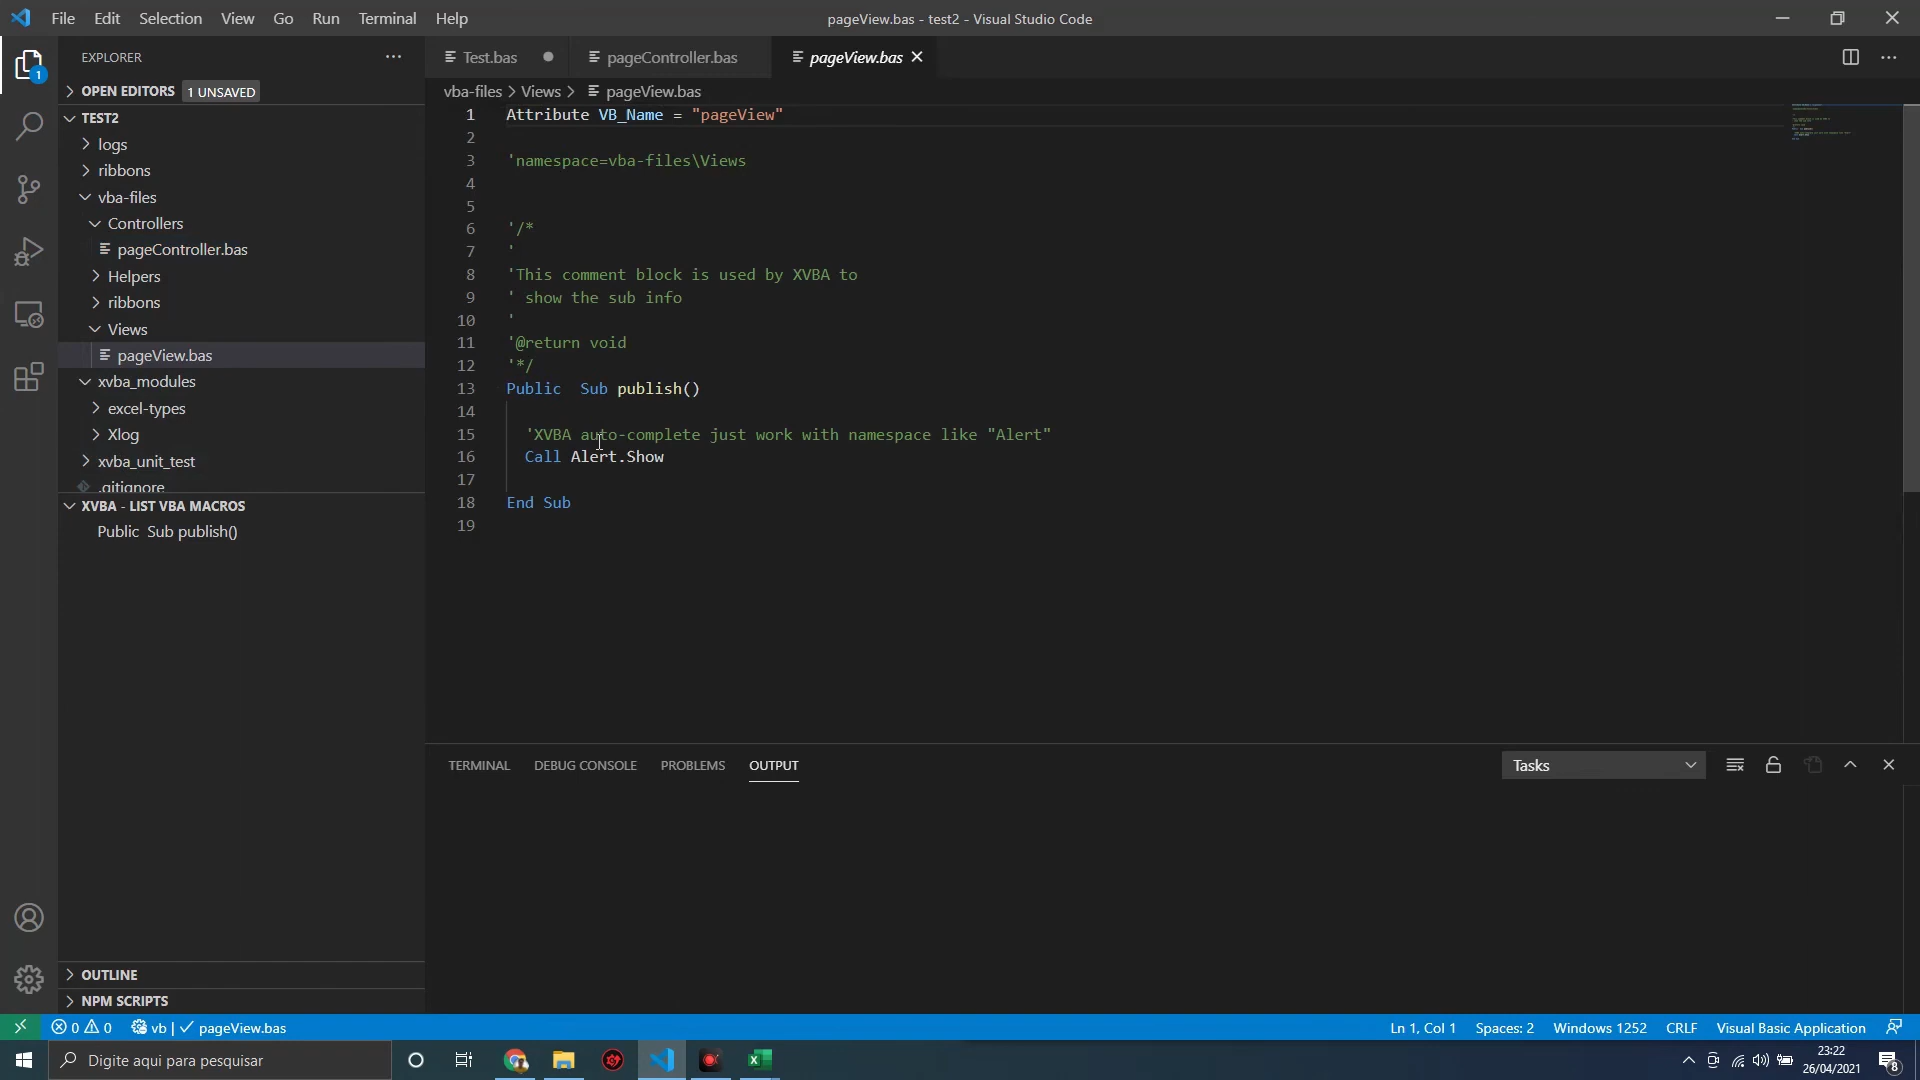 File Edit Selection View Go Run Terminal Help
pageView.bas - test2 - Visual Studio Code
EXPLORER
OPEN EDITORS 1 UNSAVED
TEST2
logs
ribbons
vba-files
Controllers
pageController.bas
Helpers
ribbons
Views
pageView.bas
xvba_modules
excel-types
Xlog
xvba_unit_test
.gitignore
XVBA - LIST VBA MACROS
Public Sub publish()
OUTLINE
NPM SCRIPTS
Test.bas
pageController.bas
pageView.bas
vba-files > Views > pageView.bas
1 Attribute VB_Name = "pageView"
2
3 'namespace=vba-files\Views
4
5
6 '/*
7 '
8 'This comment block is used by XVBA to
9 ' show the sub info
10 '
11 '@return void
12 '*/
13 Public  Sub publish()
14
15 'XVBA auto-complete just work with namespace like "Alert"
16 Call Alert.Show
17
18 End Sub
19
TERMINAL DEBUG CONSOLE PROBLEMS OUTPUT
Tasks
0 0 vb | pageView.bas
Ln 1, Col 1 Spaces: 2 Windows 1252 CRLF Visual Basic Application
Digite aqui para pesquisar
23:22
26/04/2021
8
1